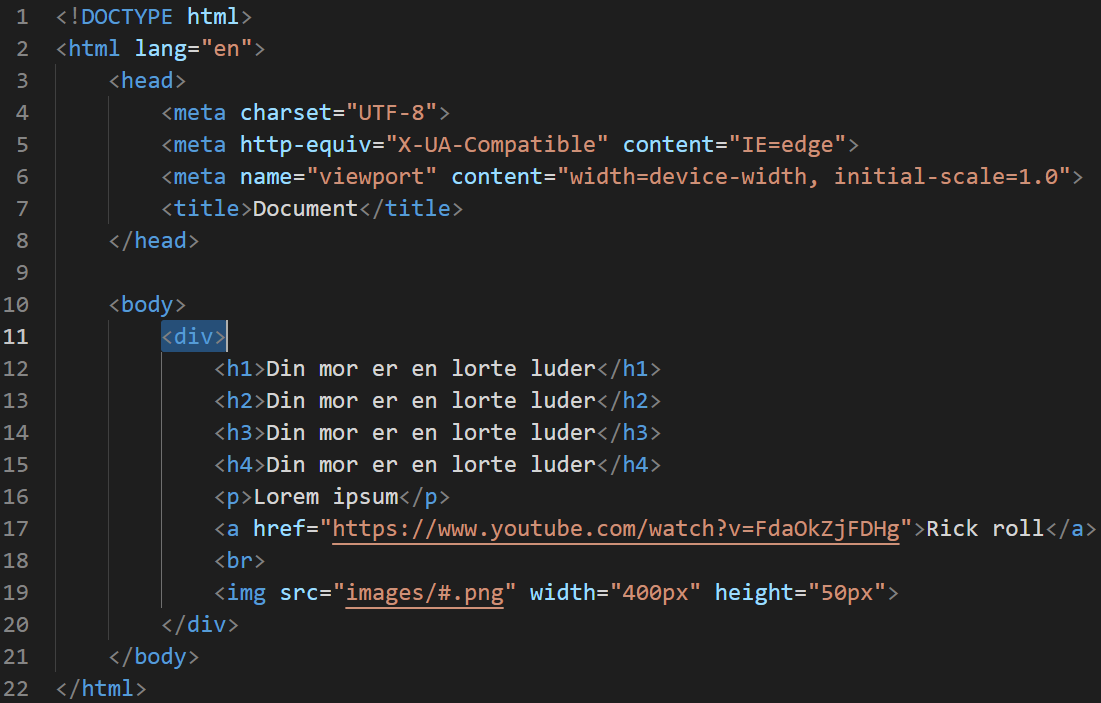 1 <!DOCTYPE html>
2 <html lang="en">
3 <head>
4 <meta charset="UTF-8">
5 <meta http-equiv="X-UA-Compatible" content="IE=edge">
6 <meta name="viewport" content="width=device-width, initial-scale=1.0">
7 <title>Document</title>
8 </head>
9
10 <body>
11 <div>
12 <h1>Din mor er en lorte luder</h1>
13 <h2>Din mor er en lorte luder</h2>
14 <h3>Din mor er en lorte luder</h3>
15 <h4>Din mor er en lorte luder</h4>
16 <p>Lorem ipsum</p>
17 <a href="https://www.youtube.com/watch?v=FdaOkZjFDHg">Rick roll</a>
18 <br>
19 <img src="images/#.png" width="400px" height="50px">
20 </div>
21 </body>
22 </html>